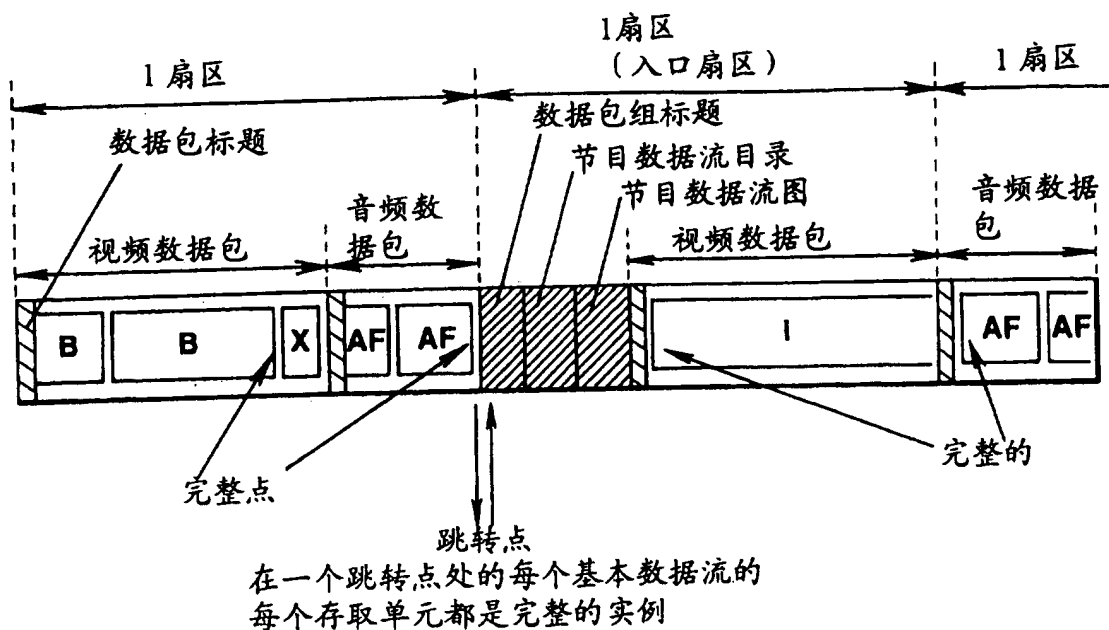 1扇区
1扇区
（入口扇区）
1扇区
数据包标题
数据包组标题
节目数据流目录
节目数据流图
视频数据包
音频数
据包
视频数据包
音频数据
包
B
B
X
AF
AF
I
AF
AF
完整点
完整的
跳转点
在一个跳转点处的每个基本数据流的
每个存取单元都是完整的实例